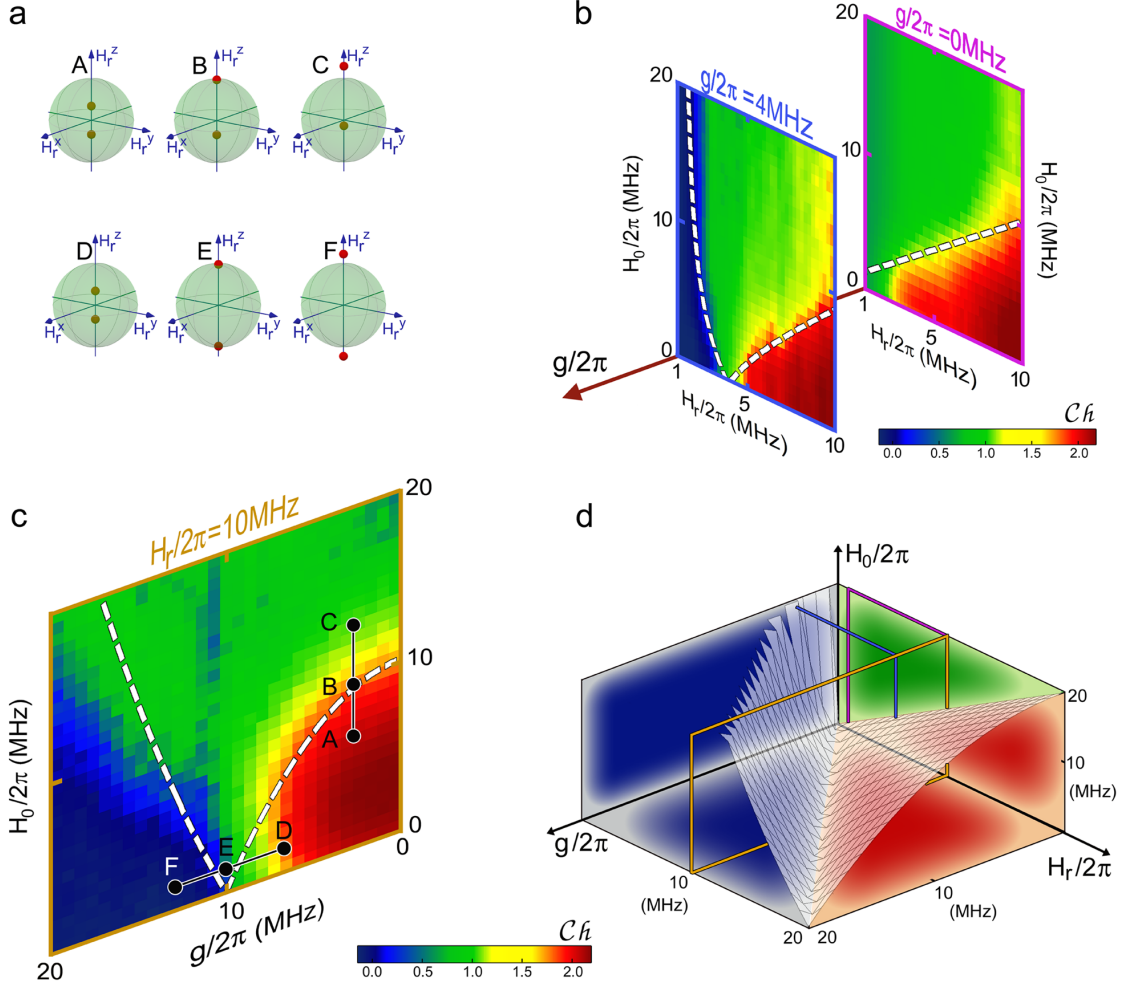 a
H_r^z H_r^z H_r^z
A B C
H_r^x H_r^y H_r^x H_r^y H_r^x H_r^y
H_r^z H_r^z H_r^z
D E F
H_r^x H_r^y H_r^x H_r^y H_r^x H_r^y
b
g/2π =4MHz
g/2π =0MHz
20
10
0
H_0/2π (MHz)
1
5
10
H_r/2π (MHz)
20
10
0
H_0/2π (MHz)
1
5
10
H_r/2π (MHz)
g/2π
Ch
0.0 0.5 1.0 1.5 2.0
c
H_r/2π=10MHz
20
10
0
H_0/2π (MHz)
C
B
A
D
E
F
10
20
g/2π (MHz)
Ch
0.0 0.5 1.0 1.5 2.0
d
H_0/2π
20
10
(MHz)
g/2π
H_r/2π
10
(MHz)
10
(MHz)
20 20